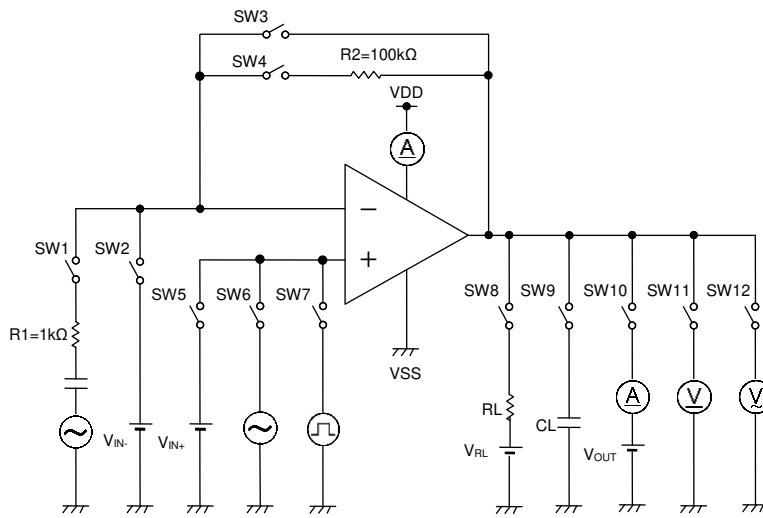 SW3
R2=100kΩ
SW4
VDD
A
−
+
SW1
SW2
SW5
SW6
SW7
SW8
SW9
SW10
SW11
SW12
R1=1kΩ
VSS
RL
CL
A
V
V
VIN-
VIN+
VRL
VOUT